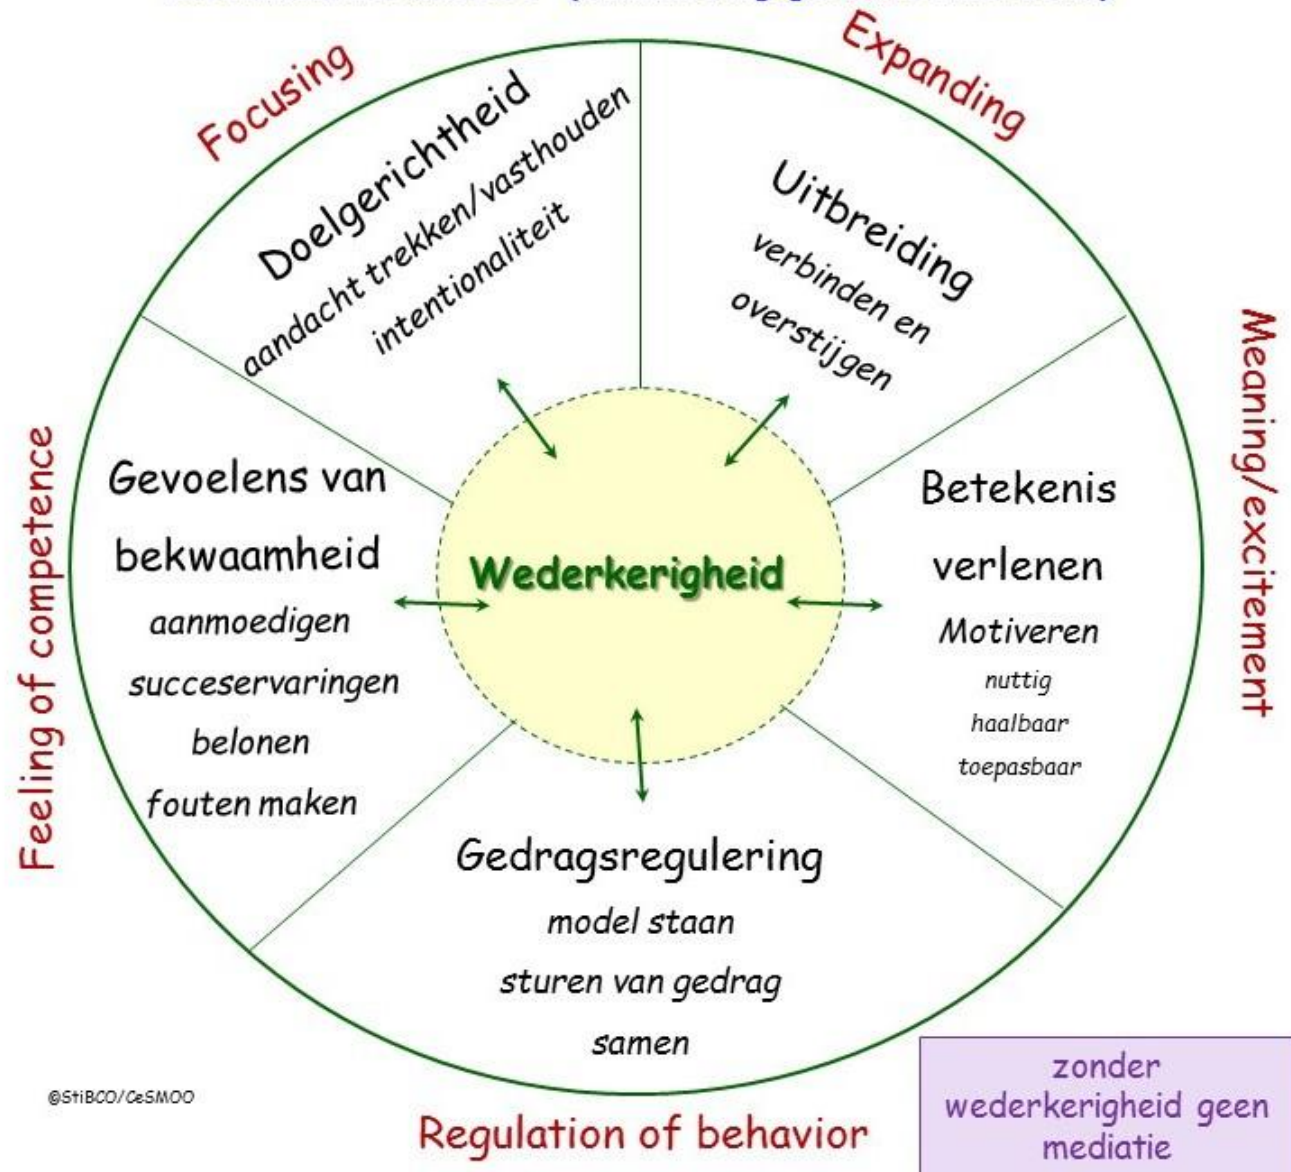 Focusing
Expanding
Doelgerichtheid
aandacht trekken/vasthouden
intentionaliteit
Uitbreiding
verbinden en
overstijgen
Meaning/excitement
Feeling of competence
Gevoelens van
bekwaamheid
aanmoedigen
succeservaringen
belonen
fouten maken
Wederkerigheid
Betekenis
verlenen
Motiveren
nuttig
haalbaar
toepasbaar
Gedragsregulering
model staan
sturen van gedrag
samen
©StiBCO/CeSMOO
Regulation of behavior
zonder
wederkerigheid geen
mediatie